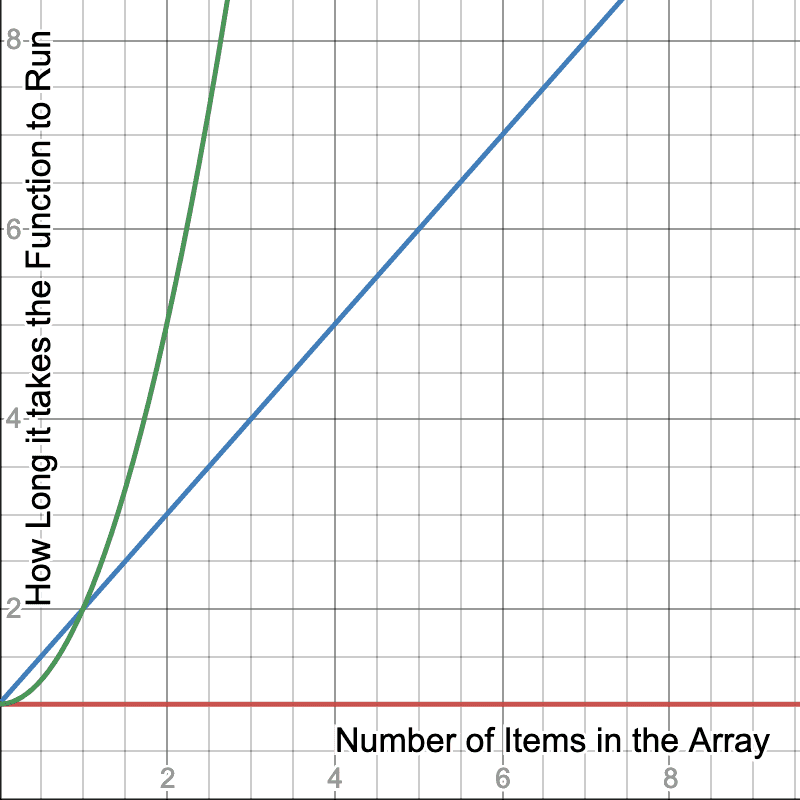 8
6
4
2
How Long it takes the Function to Run
Number of Items in the Array
2 4 6 8